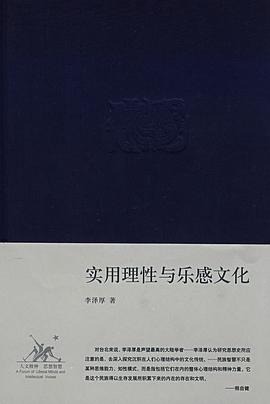 实用理性与乐感文化
李泽厚 著
人文精神 思想智慧
A Forum of Liberal Minds and
Intellectual Voices
对台北来说，李泽厚是声望最高的大陆学者——李泽厚认为研究思想史所应
注意的是，去深入探究沉积在人们心理结构中的文化传统，……民族智慧不只是
某种思维能力、知性模式，而是指包括它们在内的整体心理结构和精神力量，它
是这个民族得以生存发展所积累下来的内在的存和文明。